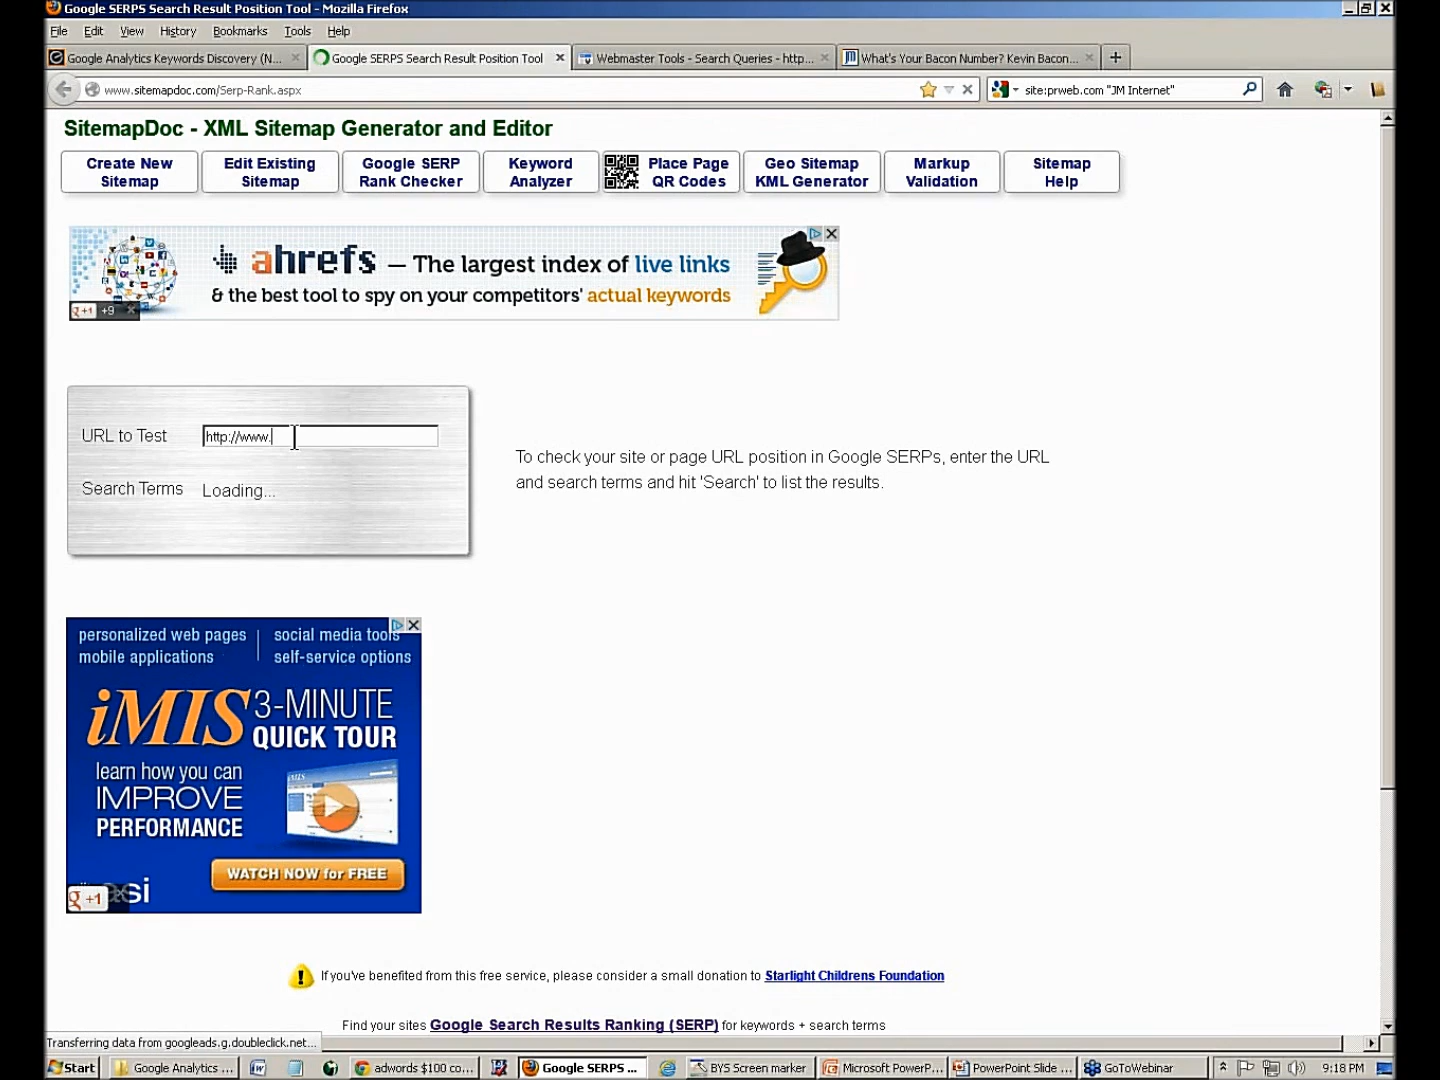 Google SERPS Search Result Position Tool - Mozilla Firefox
File Edit View History Bookmarks Tools Help
Google Analytics Keywords Discovery (N...
Google SERPS Search Result Position Tool
Webmaster Tools - Search Queries - http...
What's Your Bacon Number? Kevin Bacon...
www.sitemapdoc.com/Serp-Rank.aspx
site:prweb.com "JM Internet"
SitemapDoc - XML Sitemap Generator and Editor
Create New Sitemap
Edit Existing Sitemap
Google SERP Rank Checker
Keyword Analyzer
Place Page QR Codes
Geo Sitemap KML Generator
Markup Validation
Sitemap Help
ahrefs — The largest index of live links
& the best tool to spy on your competitors' actual keywords
g +1 +9
URL to Test http://www.
Search Terms Loading...
To check your site or page URL position in Google SERPs, enter the URL
and search terms and hit 'Search' to list the results.
personalized web pages | social media tools
mobile applications | self-service options
iMIS 3-MINUTE
QUICK TOUR
learn how you can
IMPROVE
PERFORMANCE
iMIS
WATCH NOW for FREE
g +1
If you've benefited from this free service, please consider a small donation to Starlight Childrens Foundation
Find your sites Google Search Results Ranking (SERP) for keywords + search terms
Transferring data from googleads.g.doubleclick.net...
Start Google Analytics ... adwords $100 co... Google SERPS ... BYS Screen marker Microsoft PowerP... PowerPoint Slide ... GoToWebinar 9:18 PM